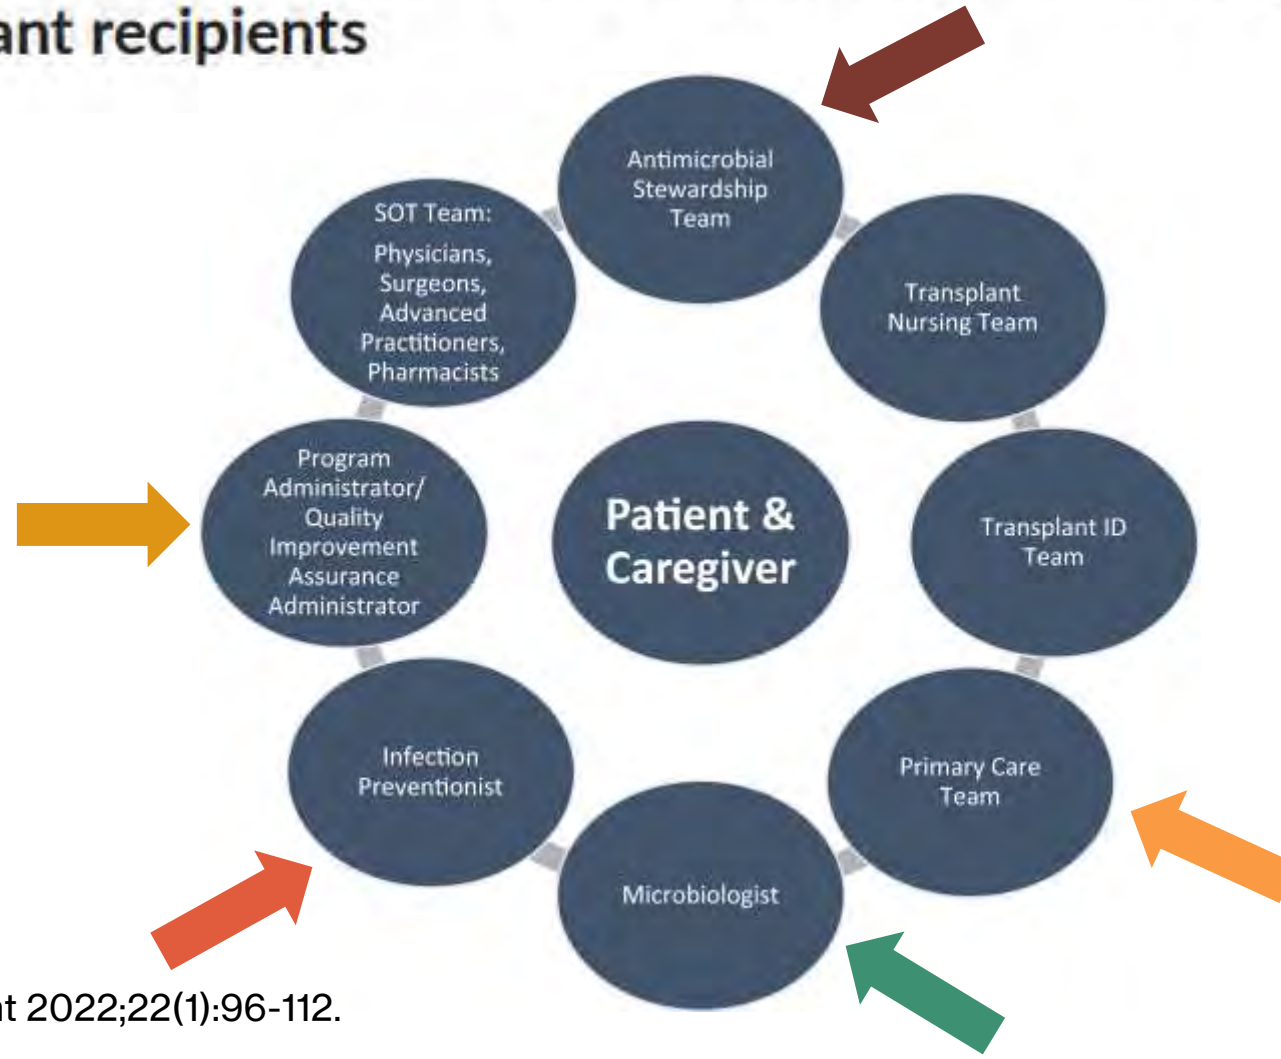 recipients
Antimicrobial
Stewardship
Team
SOT Team:
Physicians,
Surgeons,
Advanced
Practitioners,
Pharmacists
Transplant
Nursing Team
Program
Administrator/
Quality
Improvement
Assurance
Administrator
Patient &
Caregiver
Transplant ID
Team
Infection
Preventionist
Primary Care
Team
Microbiologist
2022;22(1):96-112.